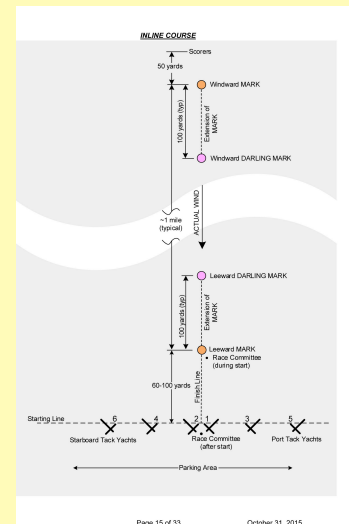 INLINE COURSE
Scorers
50 yards
Windward MARK
100 yards (typ)
Extension of
MARK
Windward DARLING MARK
~1 mile
(typical)
ACTUAL WIND
Leeward DARLING MARK
100 yards (typ)
Extension of
MARK
Leeward MARK
• Race Committee
(during start)
60-100 yards
Finish Line
Starting Line
6 4 2 1 3 5
Starboard Tack Yachts
• Race Committee
(after start)
Port Tack Yachts
Parking Area
Page 15 of 33 October 31, 2015